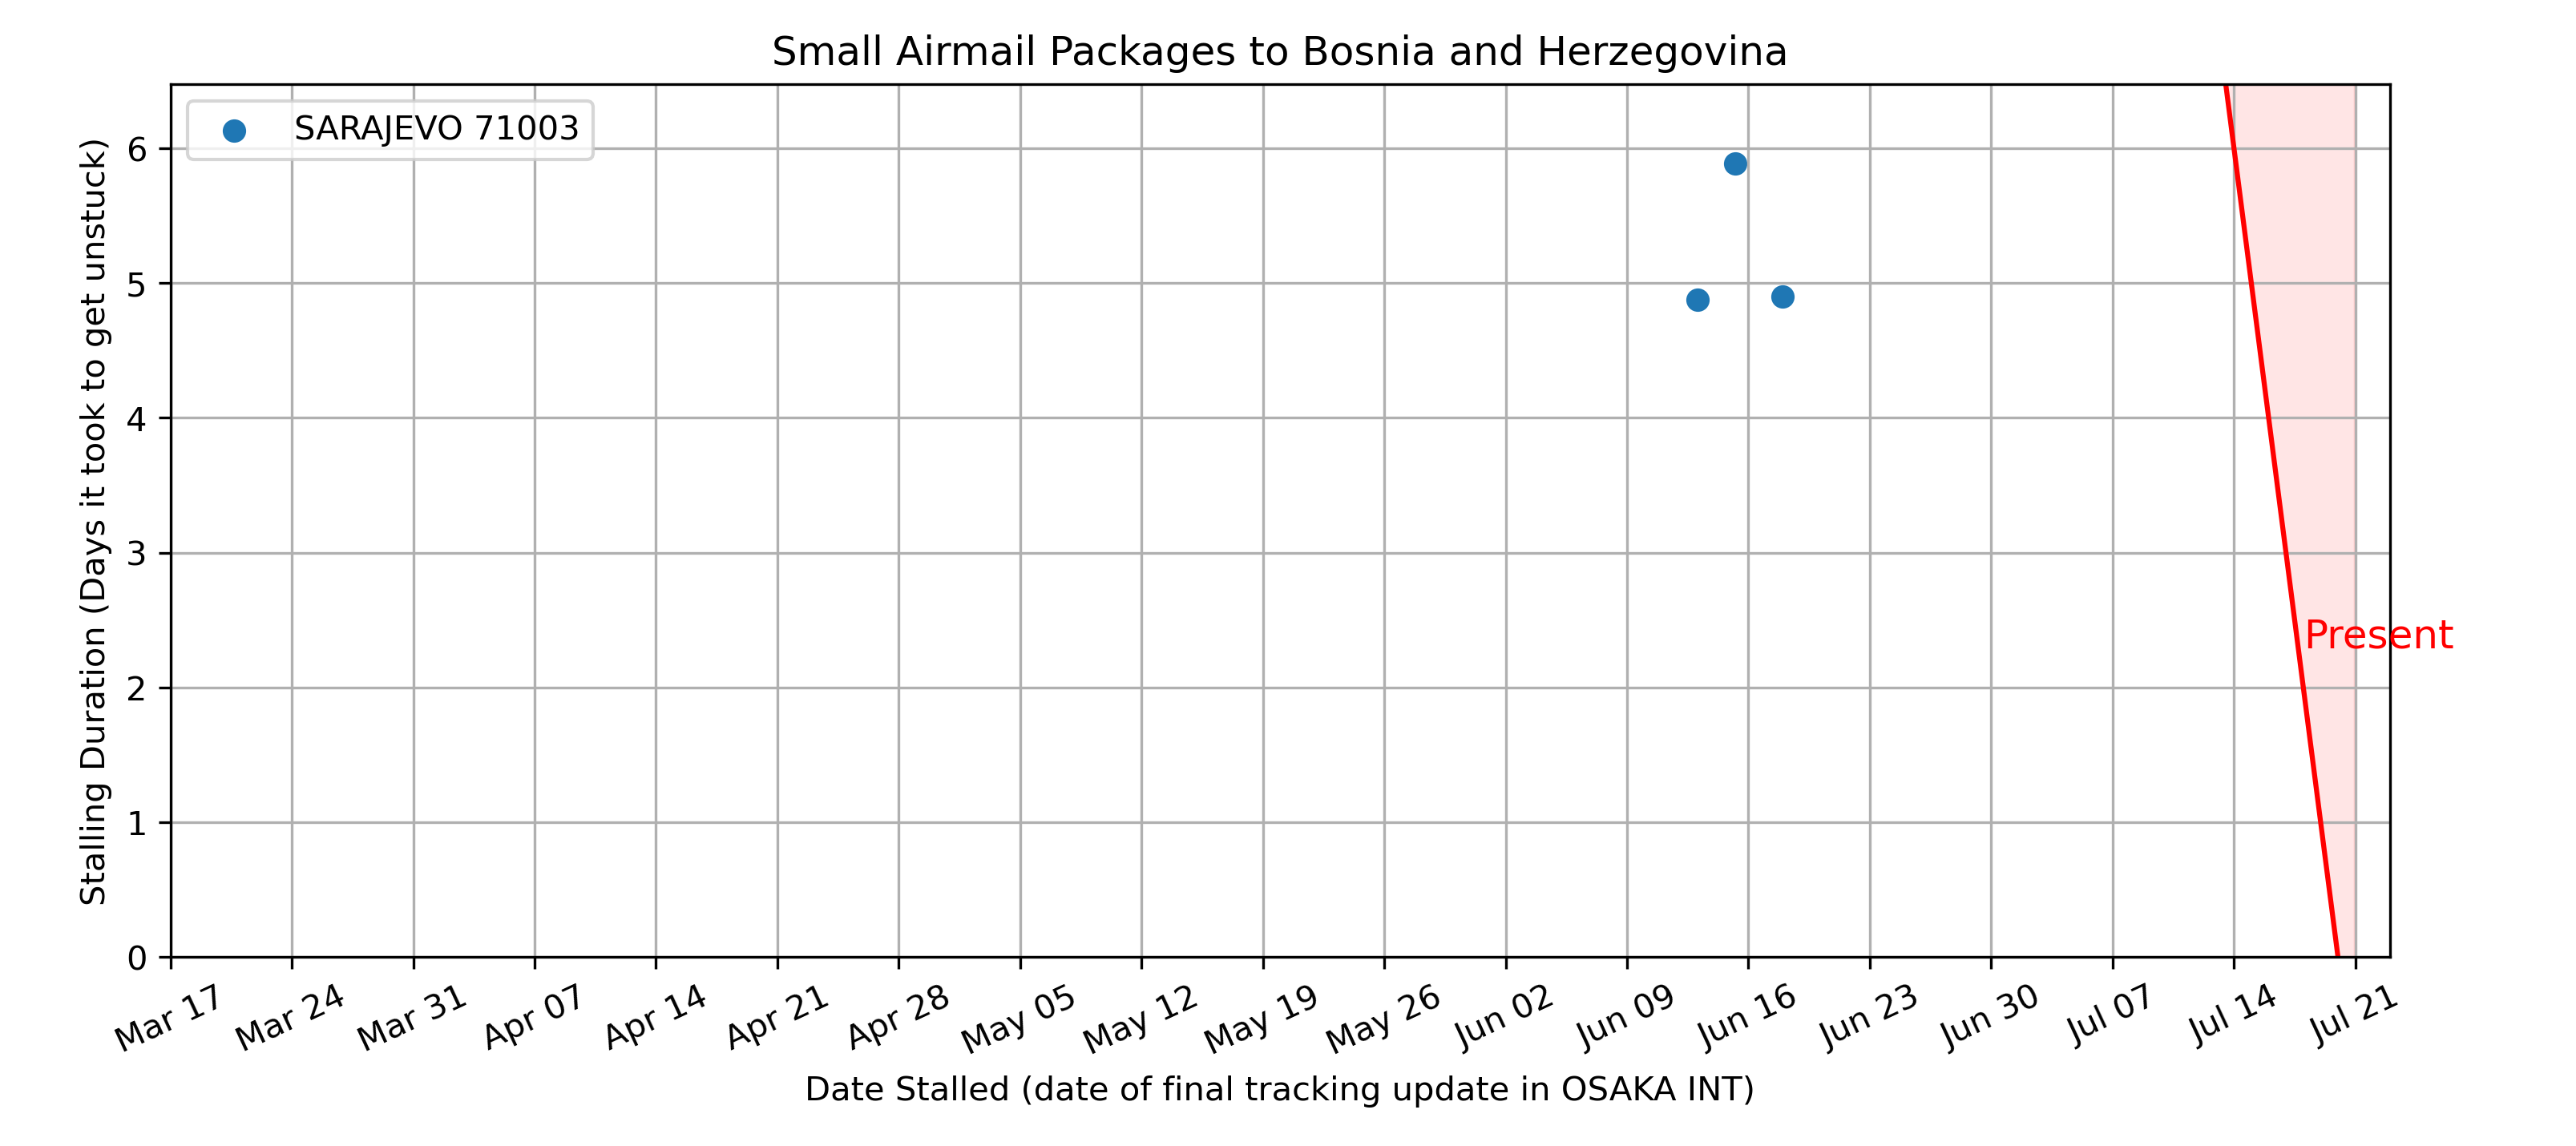 Small Airmail Packages to Bosnia and Herzegovina
SARAJEVO 71003
Stalling Duration (Days it took to get unstuck)
6
5
4
3
2
1
0
Present
Mar 17
Mar 24
Mar 31
Apr 07
Apr 14
Apr 21
Apr 28
May 05
May 12
May 19
May 26
Jun 02
Jun 09
Jun 16
Jun 23
Jun 30
Jul 07
Jul 14
Jul 21
Date Stalled (date of final tracking update in OSAKA INT)